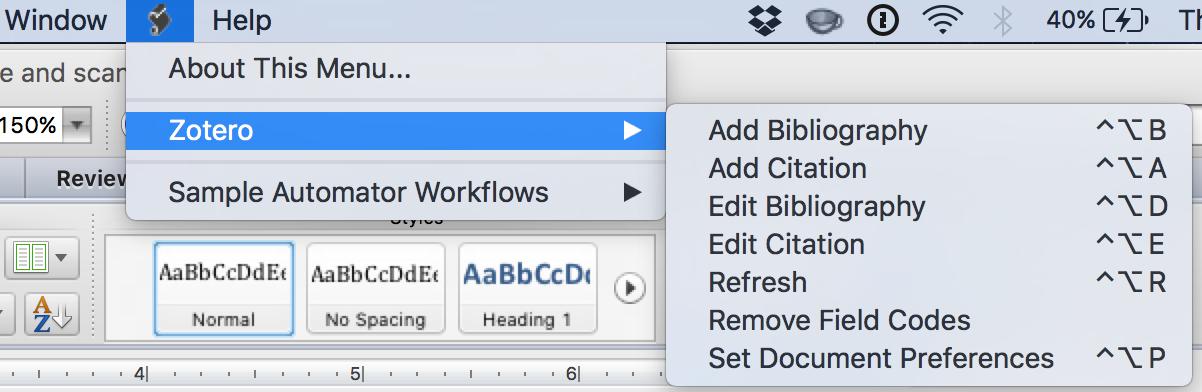 Window Help 40% Th
About This Menu...
e and scan
150%
Zotero
Add Bibliography ^⌥B
Add Citation ^⌥A
Review
Sample Automator Workflows
Edit Bibliography ^⌥D
Styles
Edit Citation ^⌥E
AaBbCcDdEe AaBbCcDdEe AaBbCcDd
Refresh ^⌥R
Normal No Spacing Heading 1
A
Z
Remove Field Codes
Set Document Preferences ^⌥P
4 5 6